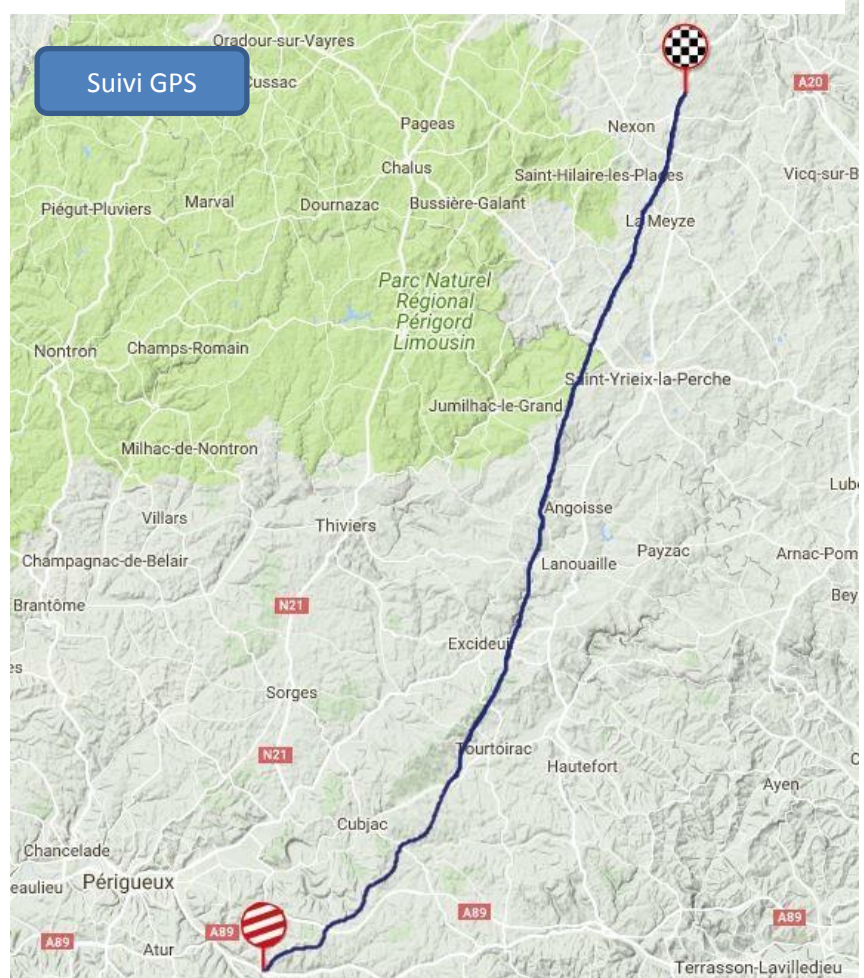 Suivi GPS
Oradour-sur-Vayres
Cussac
A20
Pageas
Nexon
Chalus
Saint-Hilaire-les-Places
Vicq-sur-B
Piégut-Pluviers
Marval
Dournazac
Bussière-Galant
La Meyze
Parc Naturel
Régional
Périgord
Limousin
Nontron
Champs-Romain
Saint-Yrieix-la-Perche
Jumilhac-le-Grand
Milhac-de-Nontron
Lube
Villars
Thiviers
Angoisse
Champagnac-de-Belair
Lanouaille
Payzac
Arnac-Pom
Brantôme
N21
Bey
Excideuil
es
Sorges
N21
Tourtoirac
Hautefort
Ayen
Cubjac
Chancelade
eaulieu
Périgueux
A89
A89
A89
A89
Atur
Terrasson-Lavilledieu